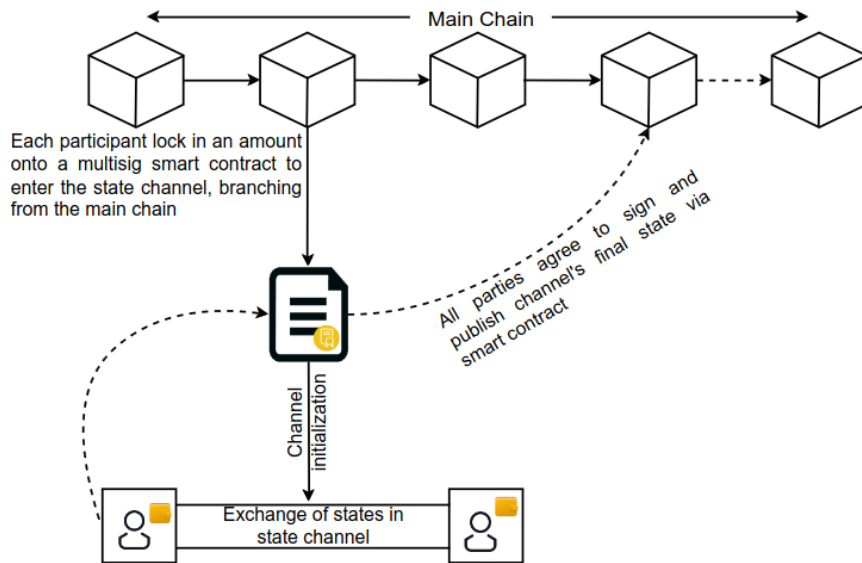 Main Chain
Each participant lock in an amount
onto a multisig smart contract to
enter the state channel, branching
from the main chain
All parties agree to sign and
publish channel's final state via
smart contract
Channel
initialization
Exchange of states in
state channel